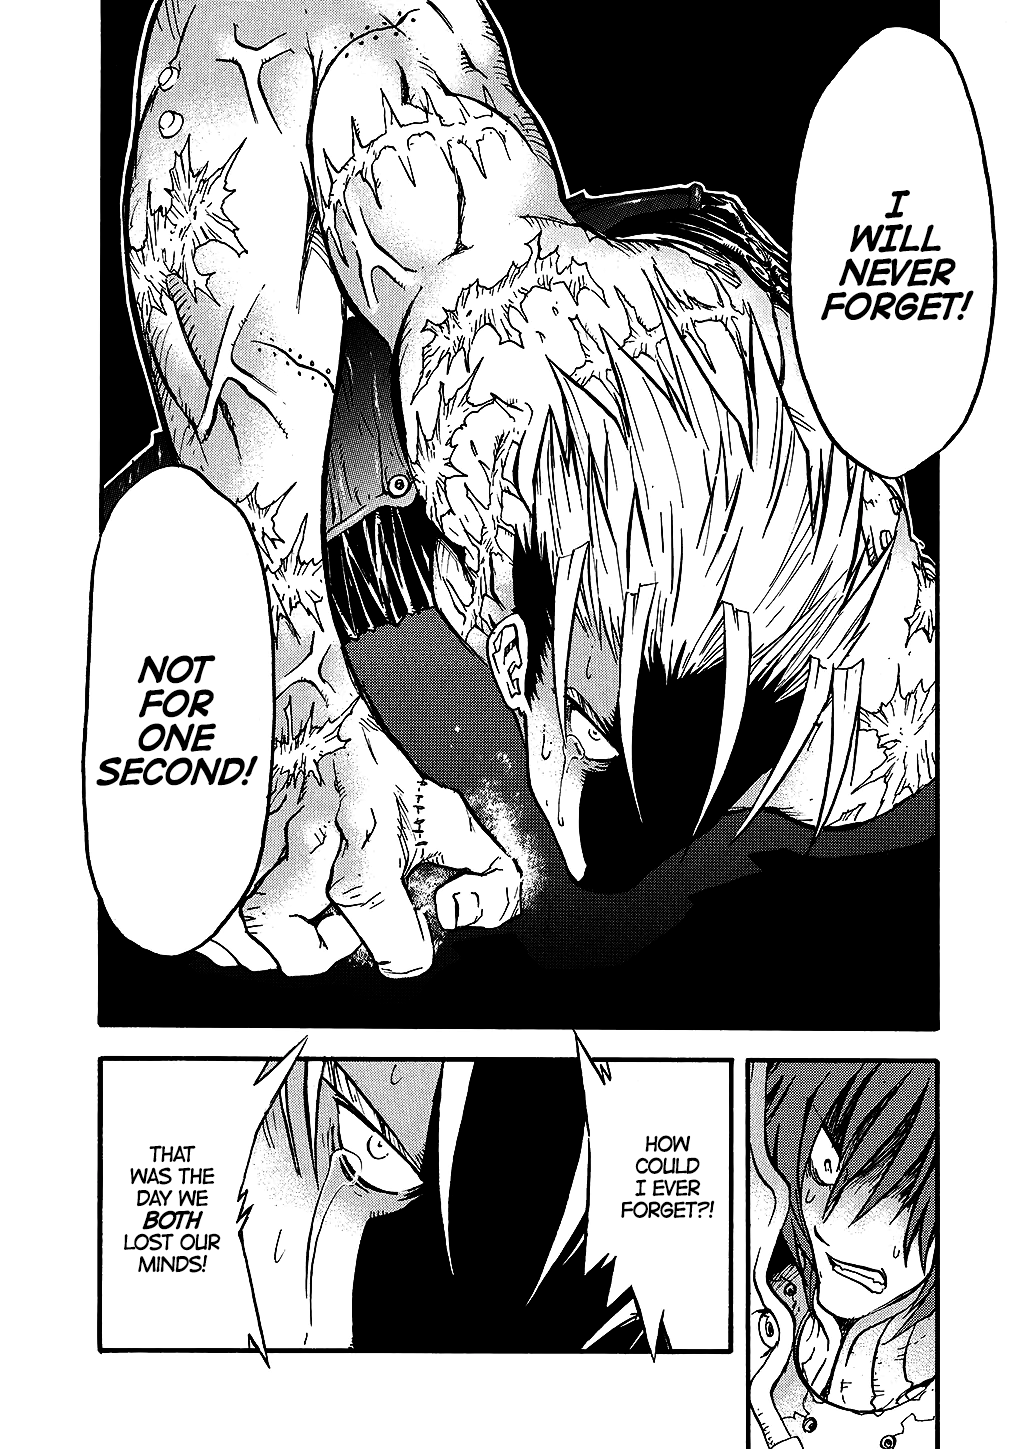 I
WILL
NEVER
FORGET!
NOT
FOR
ONE
SECOND!
HOW
COULD
I EVER
FORGET?!
THAT
WAS THE
DAY WE
BOTH
LOST OUR
MINDS!